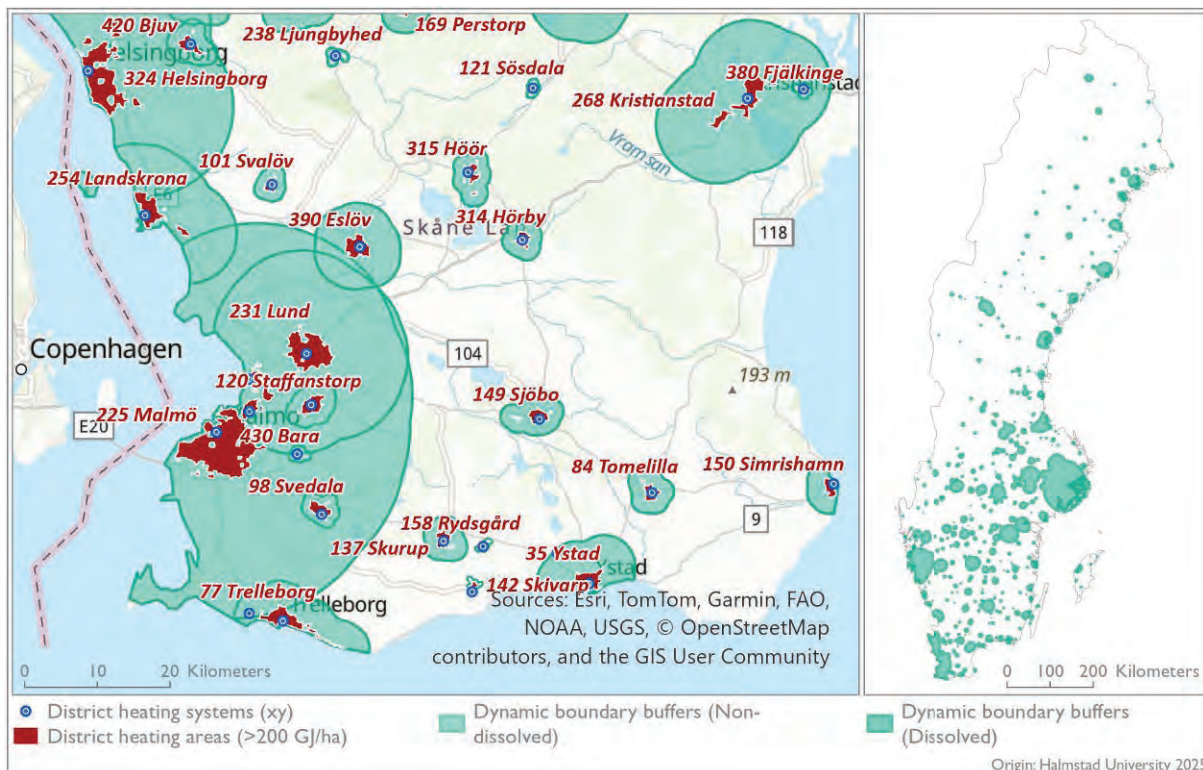 420 Bjuv
238 Ljungbyhed
169 Perstorp
Helsingborg
324 Helsingborg
121 Sösdala
380 Fjälkinge
268 Kristianstad
Vramsan
101 Svalöv
315 Höör
254 Landskrona
E6
390 Eslöv
314 Hörby
Skåne
118
231 Lund
Copenhagen
104
193 m
120 Staffanstorp
149 Sjöbo
225 Malmö
E20
430 Bara
84 Tomelilla
150 Simrishamn
98 Svedala
158 Rydsgård
9
137 Skurup
35 Ystad
Ystad
77 Trelleborg
142 Skivarp
Trelleborg
Sources: Esri, TomTom, Garmin, FAO,
NOAA, USGS, © OpenStreetMap
contributors, and the GIS User Community
0 10 20 Kilometers
0 100 200 Kilometers
District heating systems (xy)
District heating areas (>200 GJ/ha)
Dynamic boundary buffers (Non-
dissolved)
Dynamic boundary buffers
(Dissolved)
Origin: Halmstad University 2025